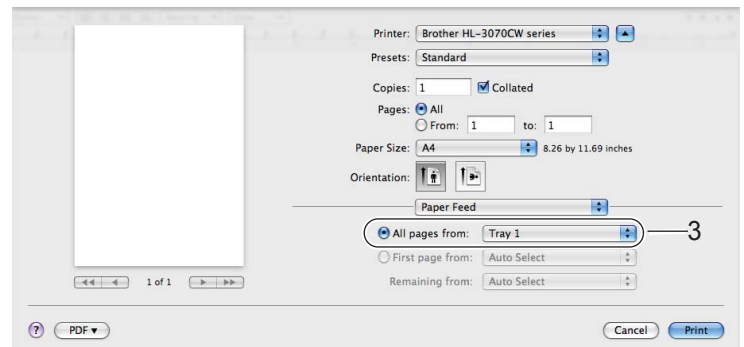 Printer: Brother HL-3070CW series
Presets: Standard
Copies: 1 Collated
Pages: All
From: 1 to: 1
Paper Size: A4 8.26 by 11.69 inches
Orientation:
Paper Feed
All pages from: Tray 1 3
First page from: Auto Select
Remaining from: Auto Select
1 of 1
? PDF ▼ Cancel Print